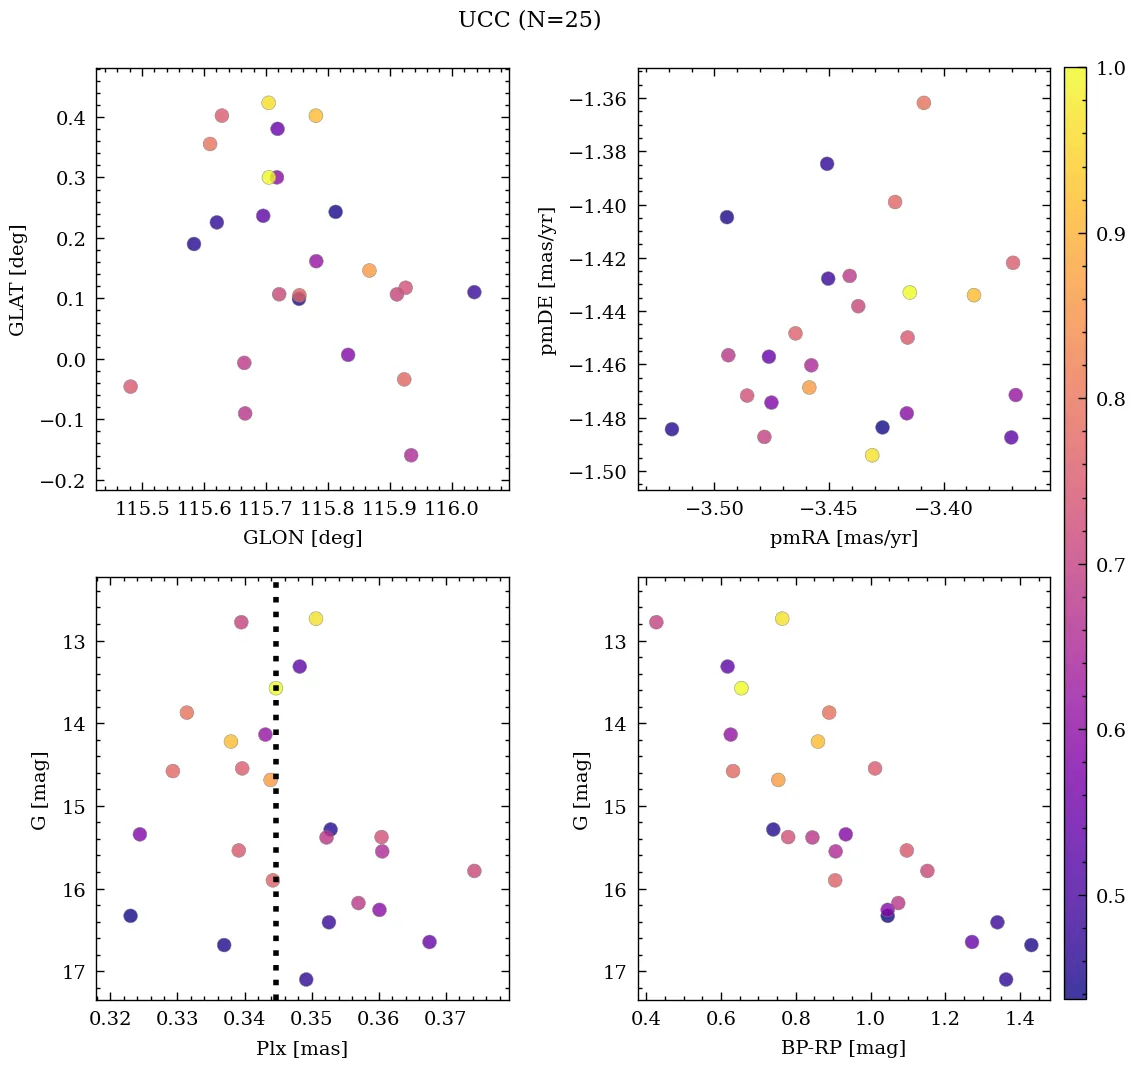 UCC (N=25)
0.4
0.3
0.2
0.1
0.0
−0.1
−0.2
GLAT [deg]
115.5 115.6 115.7 115.8 115.9 116.0
GLON [deg]
−1.36
−1.38
−1.40
−1.42
−1.44
−1.46
−1.48
−1.50
pmDE [mas/yr]
−3.50 −3.45 −3.40
pmRA [mas/yr]
13
14
15
16
17
G [mag]
0.32 0.33 0.34 0.35 0.36 0.37
Plx [mas]
13
14
15
16
17
G [mag]
0.4 0.6 0.8 1.0 1.2 1.4
BP-RP [mag]
1.0
0.9
0.8
0.7
0.6
0.5